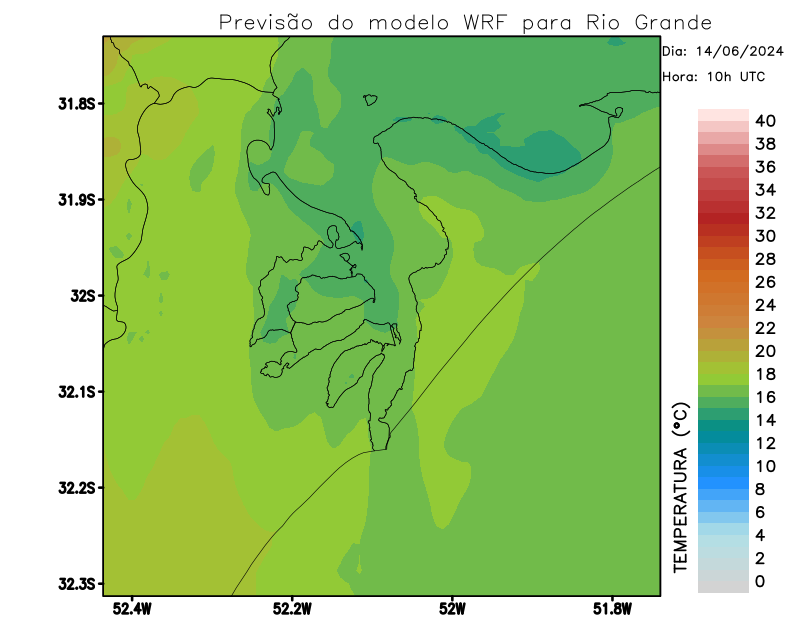 Previsão do modelo WRF para Rio Grande
Dia: 14/06/2024
Hora: 10h UTC
31.8S
31.9S
32S
32.1S
32.2S
32.3S
52.4W
52.2W
52W
51.8W
TEMPERATURA (°C)
40
38
36
34
32
30
28
26
24
22
20
18
16
14
12
10
8
6
4
2
0